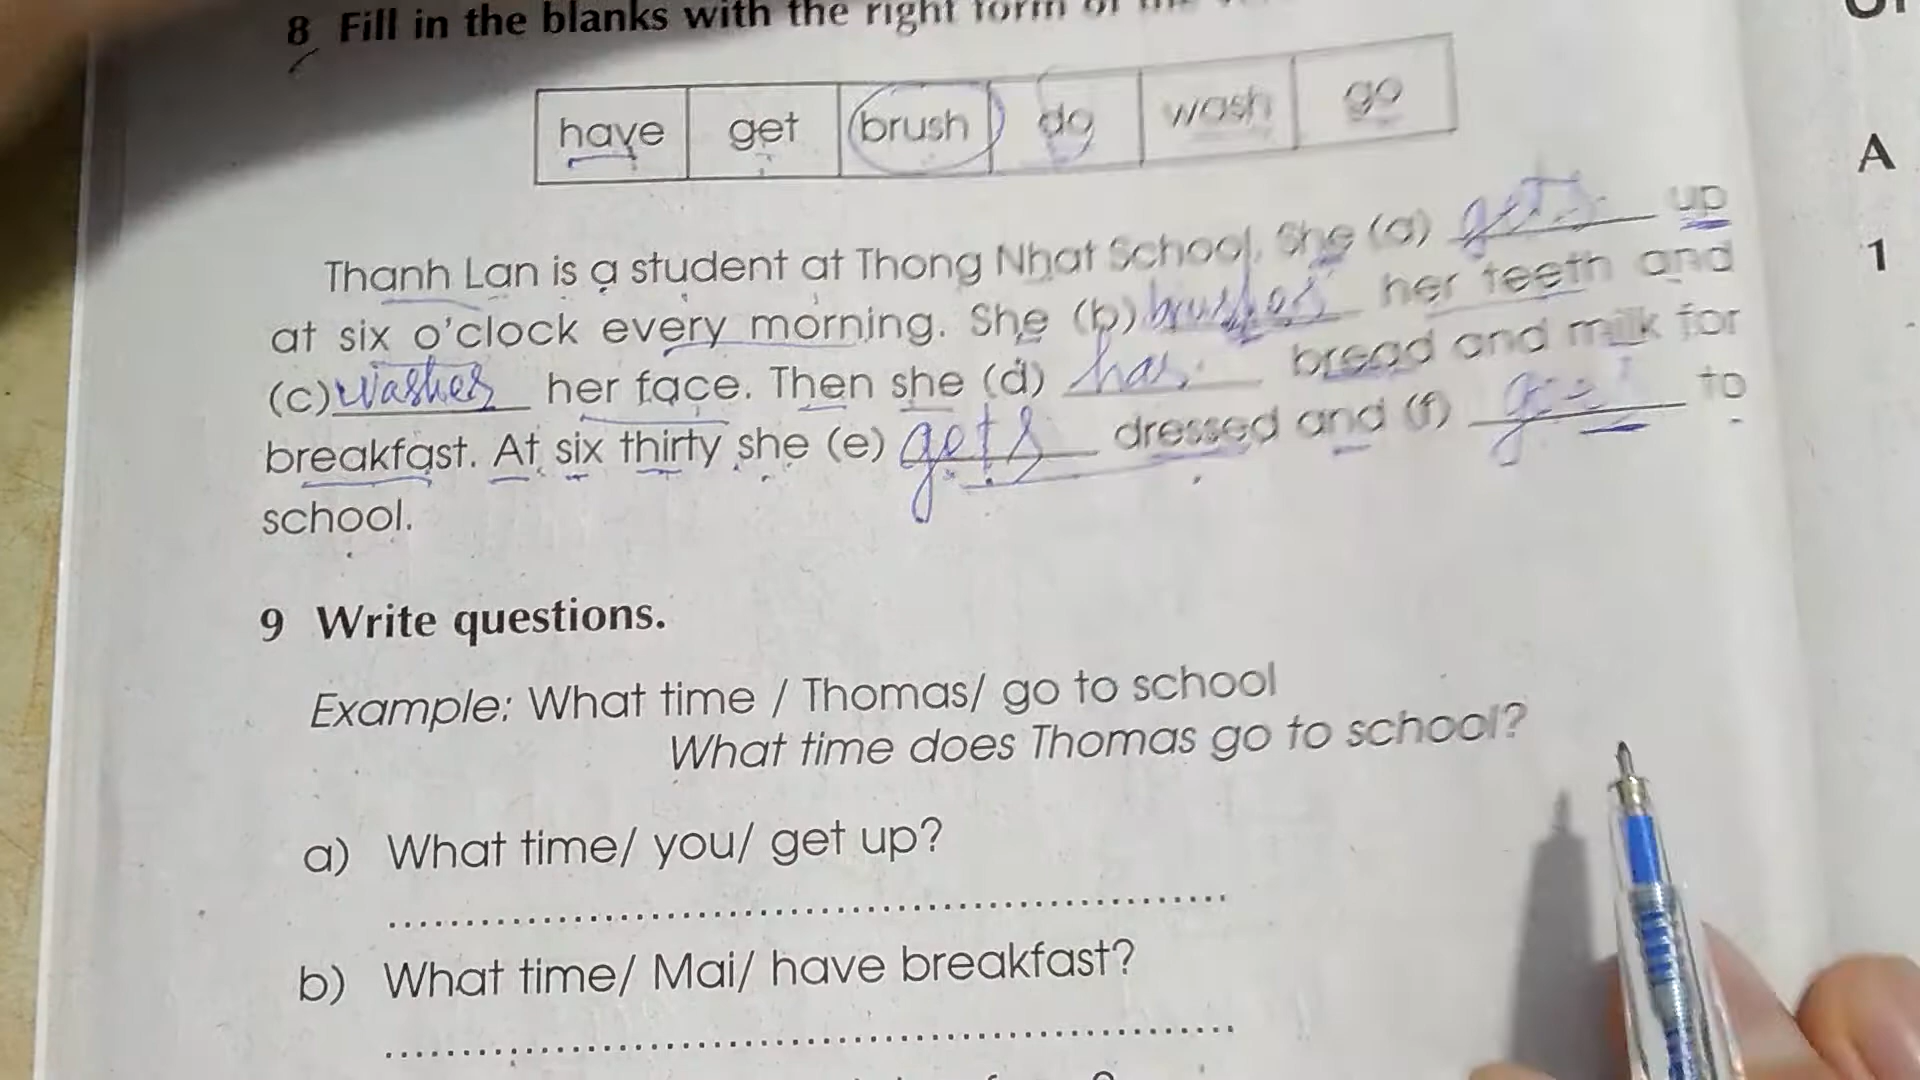 8 Fill in the blanks with the right form of
have get brush do wash go
Thanh Lan is a student at Thong Nhat School. She (a) gets up
at six o'clock every morning. She (b) brushes her teeth and
(c) washes her face. Then she (d) has bread and milk for
breakfast. At six thirty she (e) gets dressed and (f) to
school.
9 Write questions.
Example: What time / Thomas/ go to school
What time does Thomas go to school?
a) What time/ you/ get up?
b) What time/ Mai/ have breakfast?
A
1